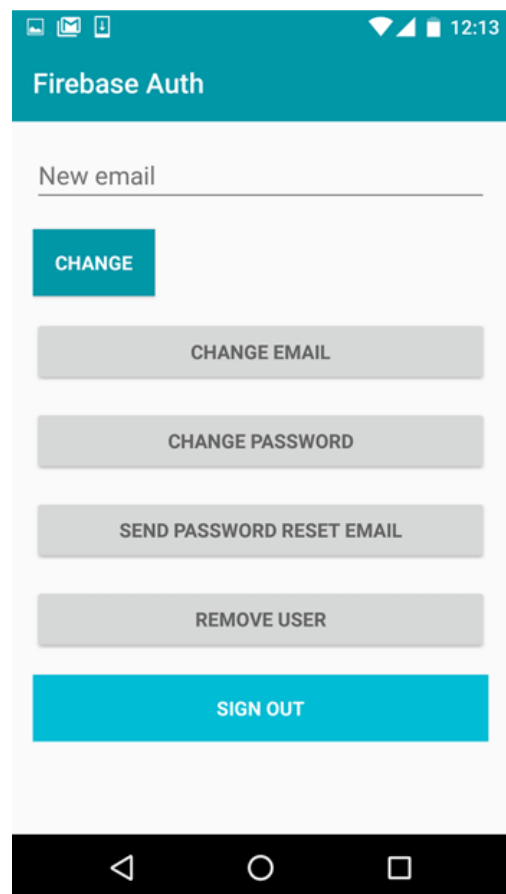 12:13
Firebase Auth
New email
CHANGE
CHANGE EMAIL
CHANGE PASSWORD
SEND PASSWORD RESET EMAIL
REMOVE USER
SIGN OUT